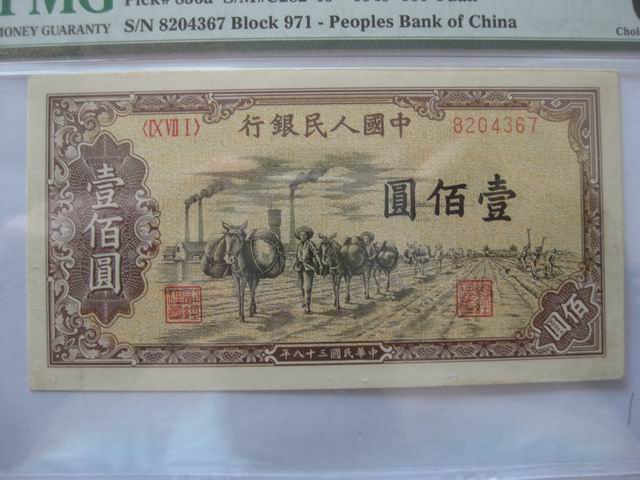 S/N 8204367 Block 971 - Peoples Bank of China
MONEY GUARANTY
〈IX VII I〉
中國人民銀行
8204367
壹佰圓
壹佰圓
佰圓
中華民國三十八年